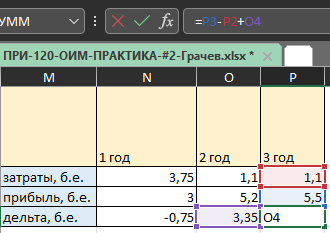 УММ fx =P3-P2+O4
ПРИ-120-ОИМ-ПРАКТИКА-#2-Грачев.xlsx *
M N O P
1 год 2 год 3 год
затраты, б.е. 3,75 1,1 1,1
прибыль, б.е. 3 5,2 5,5
дельта, б.е. -0,75 3,35 O4